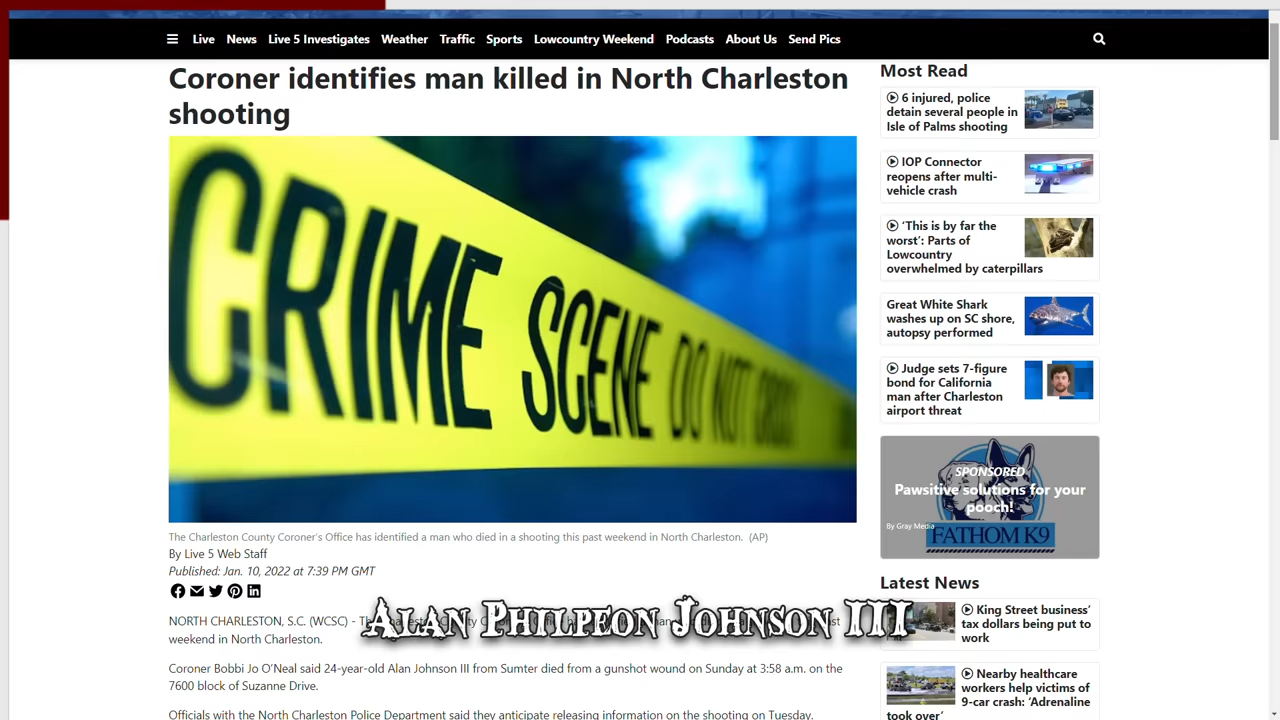 Live News Live 5 Investigates Weather Traffic Sports Lowcountry Weekend Podcasts About Us Send Pics
Coroner identifies man killed in North Charleston
shooting
CRIME SCENE DO NOT
The Charleston County Coroner's Office has identified a man who died in a shooting this past weekend in North Charleston. (AP)
By Live 5 Web Staff
Published: Jan. 10, 2022 at 7:39 PM GMT
NORTH CHARLESTON, S.C. (WCSC) -
weekend in North Charleston.
Alan Philpeon Johnson III
Coroner Bobbi Jo O'Neal said 24-year-old Alan Johnson III from Sumter died from a gunshot wound on Sunday at 3:58 a.m. on the
7600 block of Suzanne Drive.
Officials with the North Charleston Police Department said they anticipate releasing information on the shooting on Tuesday.
Most Read
6 injured, police
detain several people in
Isle of Palms shooting
IOP Connector
reopens after multi-
vehicle crash
‘This is by far the
worst’: Parts of
Lowcountry
overwhelmed by caterpillars
Great White Shark
washes up on SC shore,
autopsy performed
Judge sets 7-figure
bond for California
man after Charleston
airport threat
SPONSORED
Pawsitive solutions for your
pooch!
By Gray Media
FATHOM K9
Latest News
King Street business’
tax dollars being put to
work
Nearby healthcare
workers help victims of
9-car crash: ‘Adrenaline
took over’